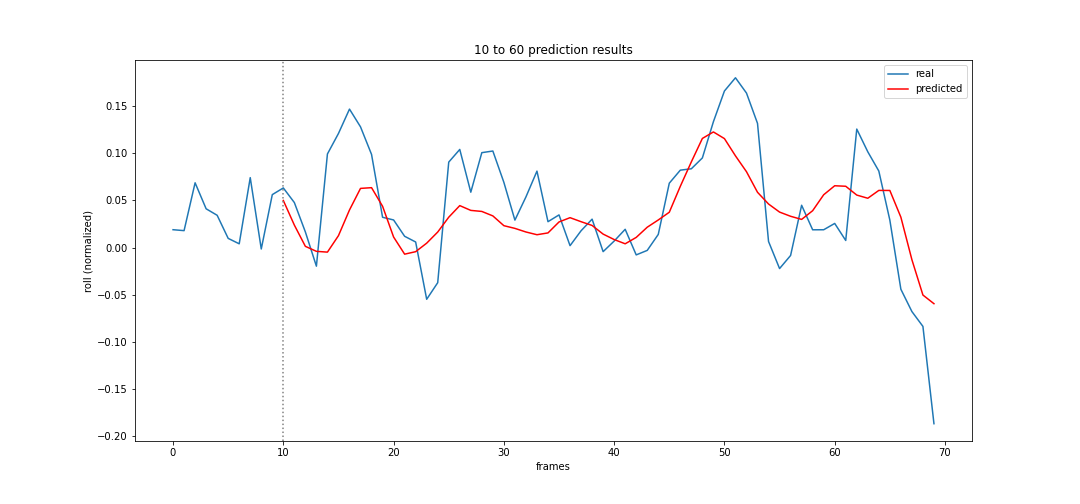 10 to 60 prediction results
real
predicted
roll (normalized)
0.15
0.10
0.05
0.00
−0.05
−0.10
−0.15
−0.20
0 10 20 30 40 50 60 70
frames